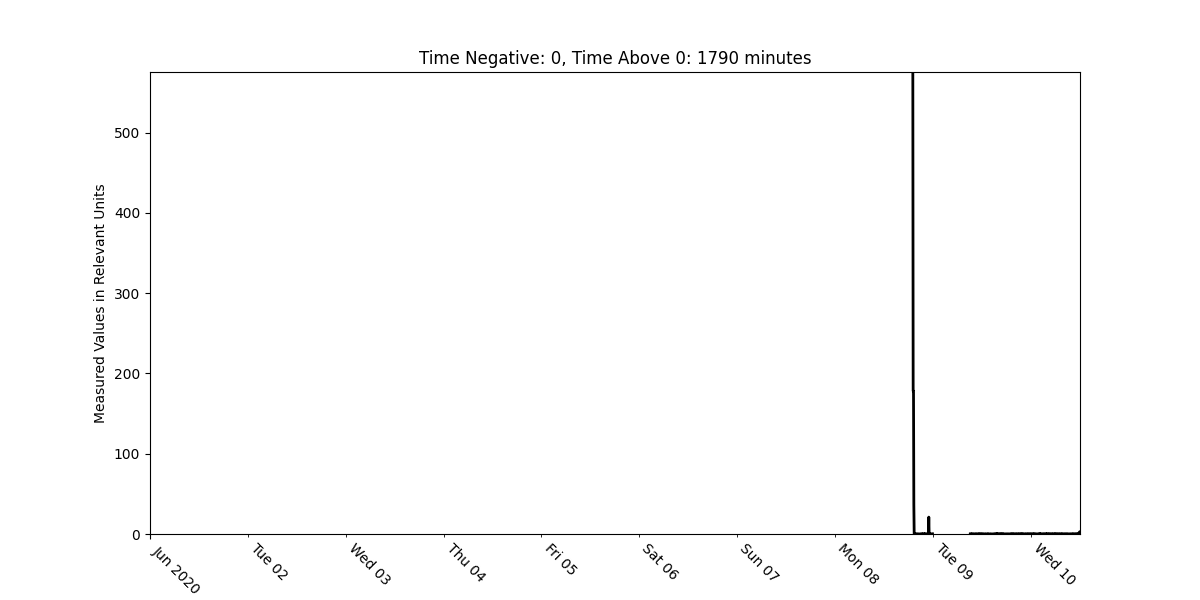 Time Negative: 0, Time Above 0: 1790 minutes
Measured Values in Relevant Units
500
400
300
200
100
0
Jun 2020
Tue 02
Wed 03
Thu 04
Fri 05
Sat 06
Sun 07
Mon 08
Tue 09
Wed 10